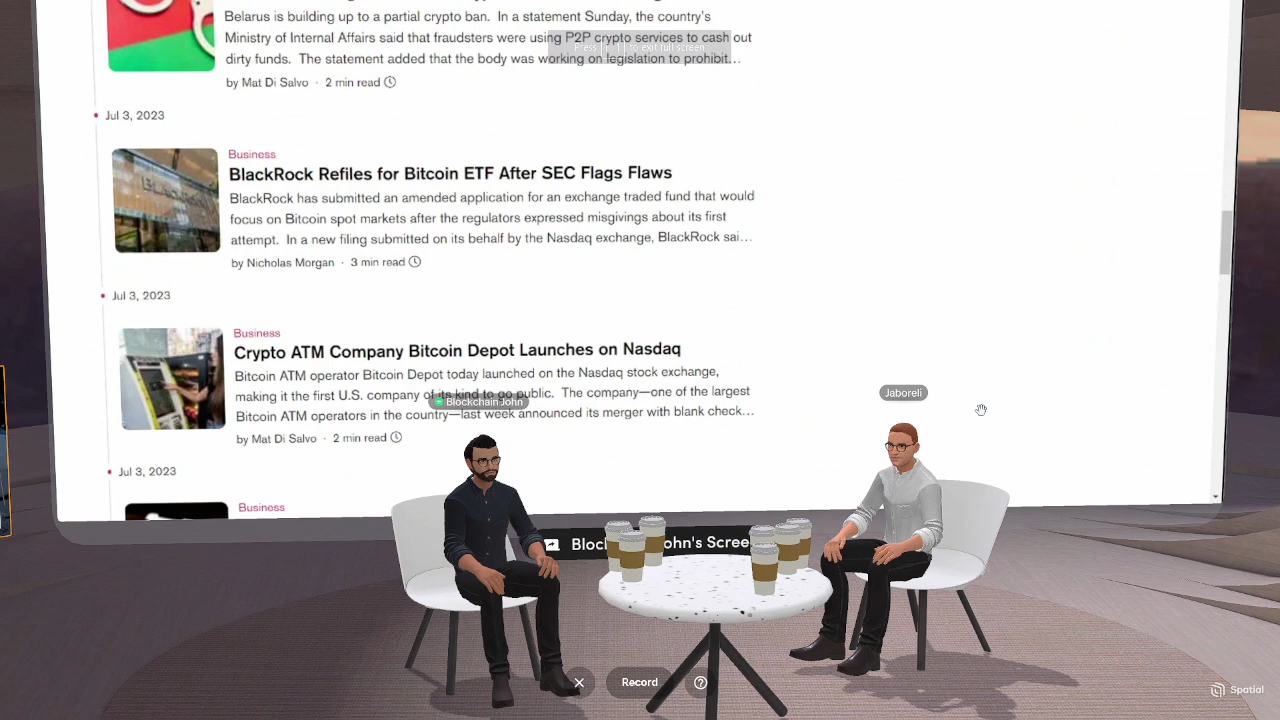 Belarus is building up to a partial crypto ban. In a statement Sunday, the country's
Ministry of Internal Affairs said that fraudsters were using P2P crypto services to cash out
dirty funds. The statement added that the body was working on legislation to prohibit...
Press | F11 | to exit full screen
by Mat Di Salvo · 2 min read
Jul 3, 2023
Business
BlackRock Refiles for Bitcoin ETF After SEC Flags Flaws
BlackRock has submitted an amended application for an exchange traded fund that would
focus on Bitcoin spot markets after the regulators expressed misgivings about its first
attempt. In a new filing submitted on its behalf by the Nasdaq exchange, BlackRock sai...
by Nicholas Morgan · 3 min read
Jul 3, 2023
Business
Crypto ATM Company Bitcoin Depot Launches on Nasdaq
Bitcoin ATM operator Bitcoin Depot today launched on the Nasdaq stock exchange,
making it the first U.S. company of its kind to go public. The company—one of the largest
Bitcoin ATM operators in the country—last week announced its merger with blank check...
Blockchain John
Jaboreli
by Mat Di Salvo · 2 min read
Jul 3, 2023
Business
Bloc ohn's Scree
Record
Spatial